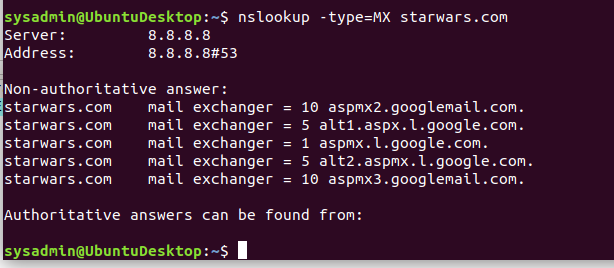 sysadmin@UbuntuDesktop:~$ nslookup -type=MX starwars.com
Server:         8.8.8.8
Address:        8.8.8.8#53

Non-authoritative answer:
starwars.com    mail exchanger = 10 aspmx2.googlemail.com.
starwars.com    mail exchanger = 5 alt1.aspx.l.google.com.
starwars.com    mail exchanger = 1 aspmx.l.google.com.
starwars.com    mail exchanger = 5 alt2.aspmx.l.google.com.
starwars.com    mail exchanger = 10 aspmx3.googlemail.com.

Authoritative answers can be found from:

sysadmin@UbuntuDesktop:~$